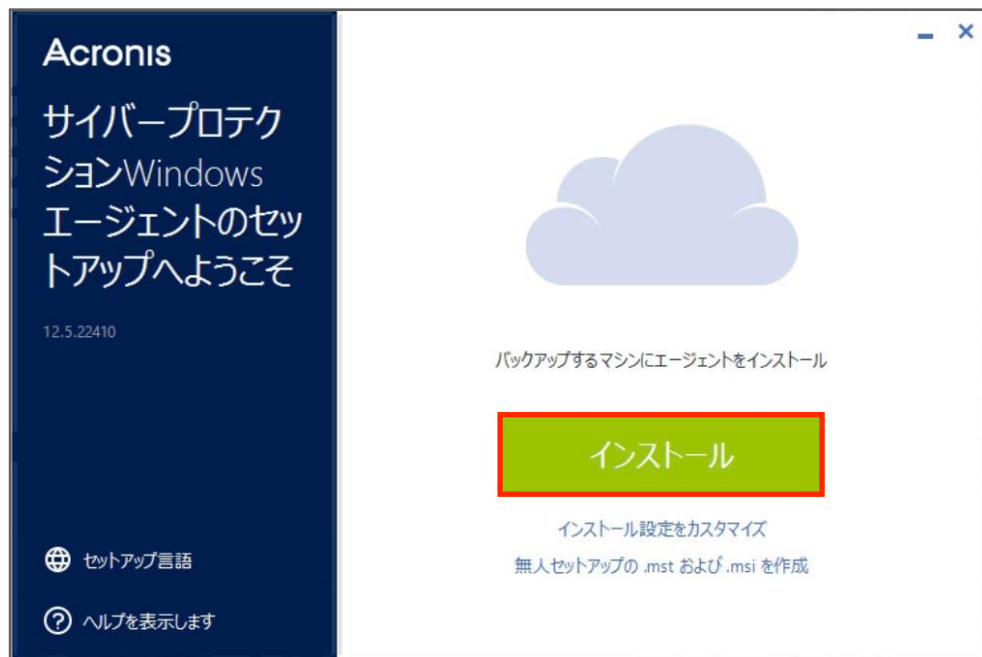 Acronis
サイバープロテク
ションWindows
エージェントのセッ
トアップへようこそ
12.5.22410
セットアップ言語
ヘルプを表示します
バックアップするマシンにエージェントをインストール
インストール
インストール設定をカスタマイズ
無人セットアップの .mst および .msi を作成